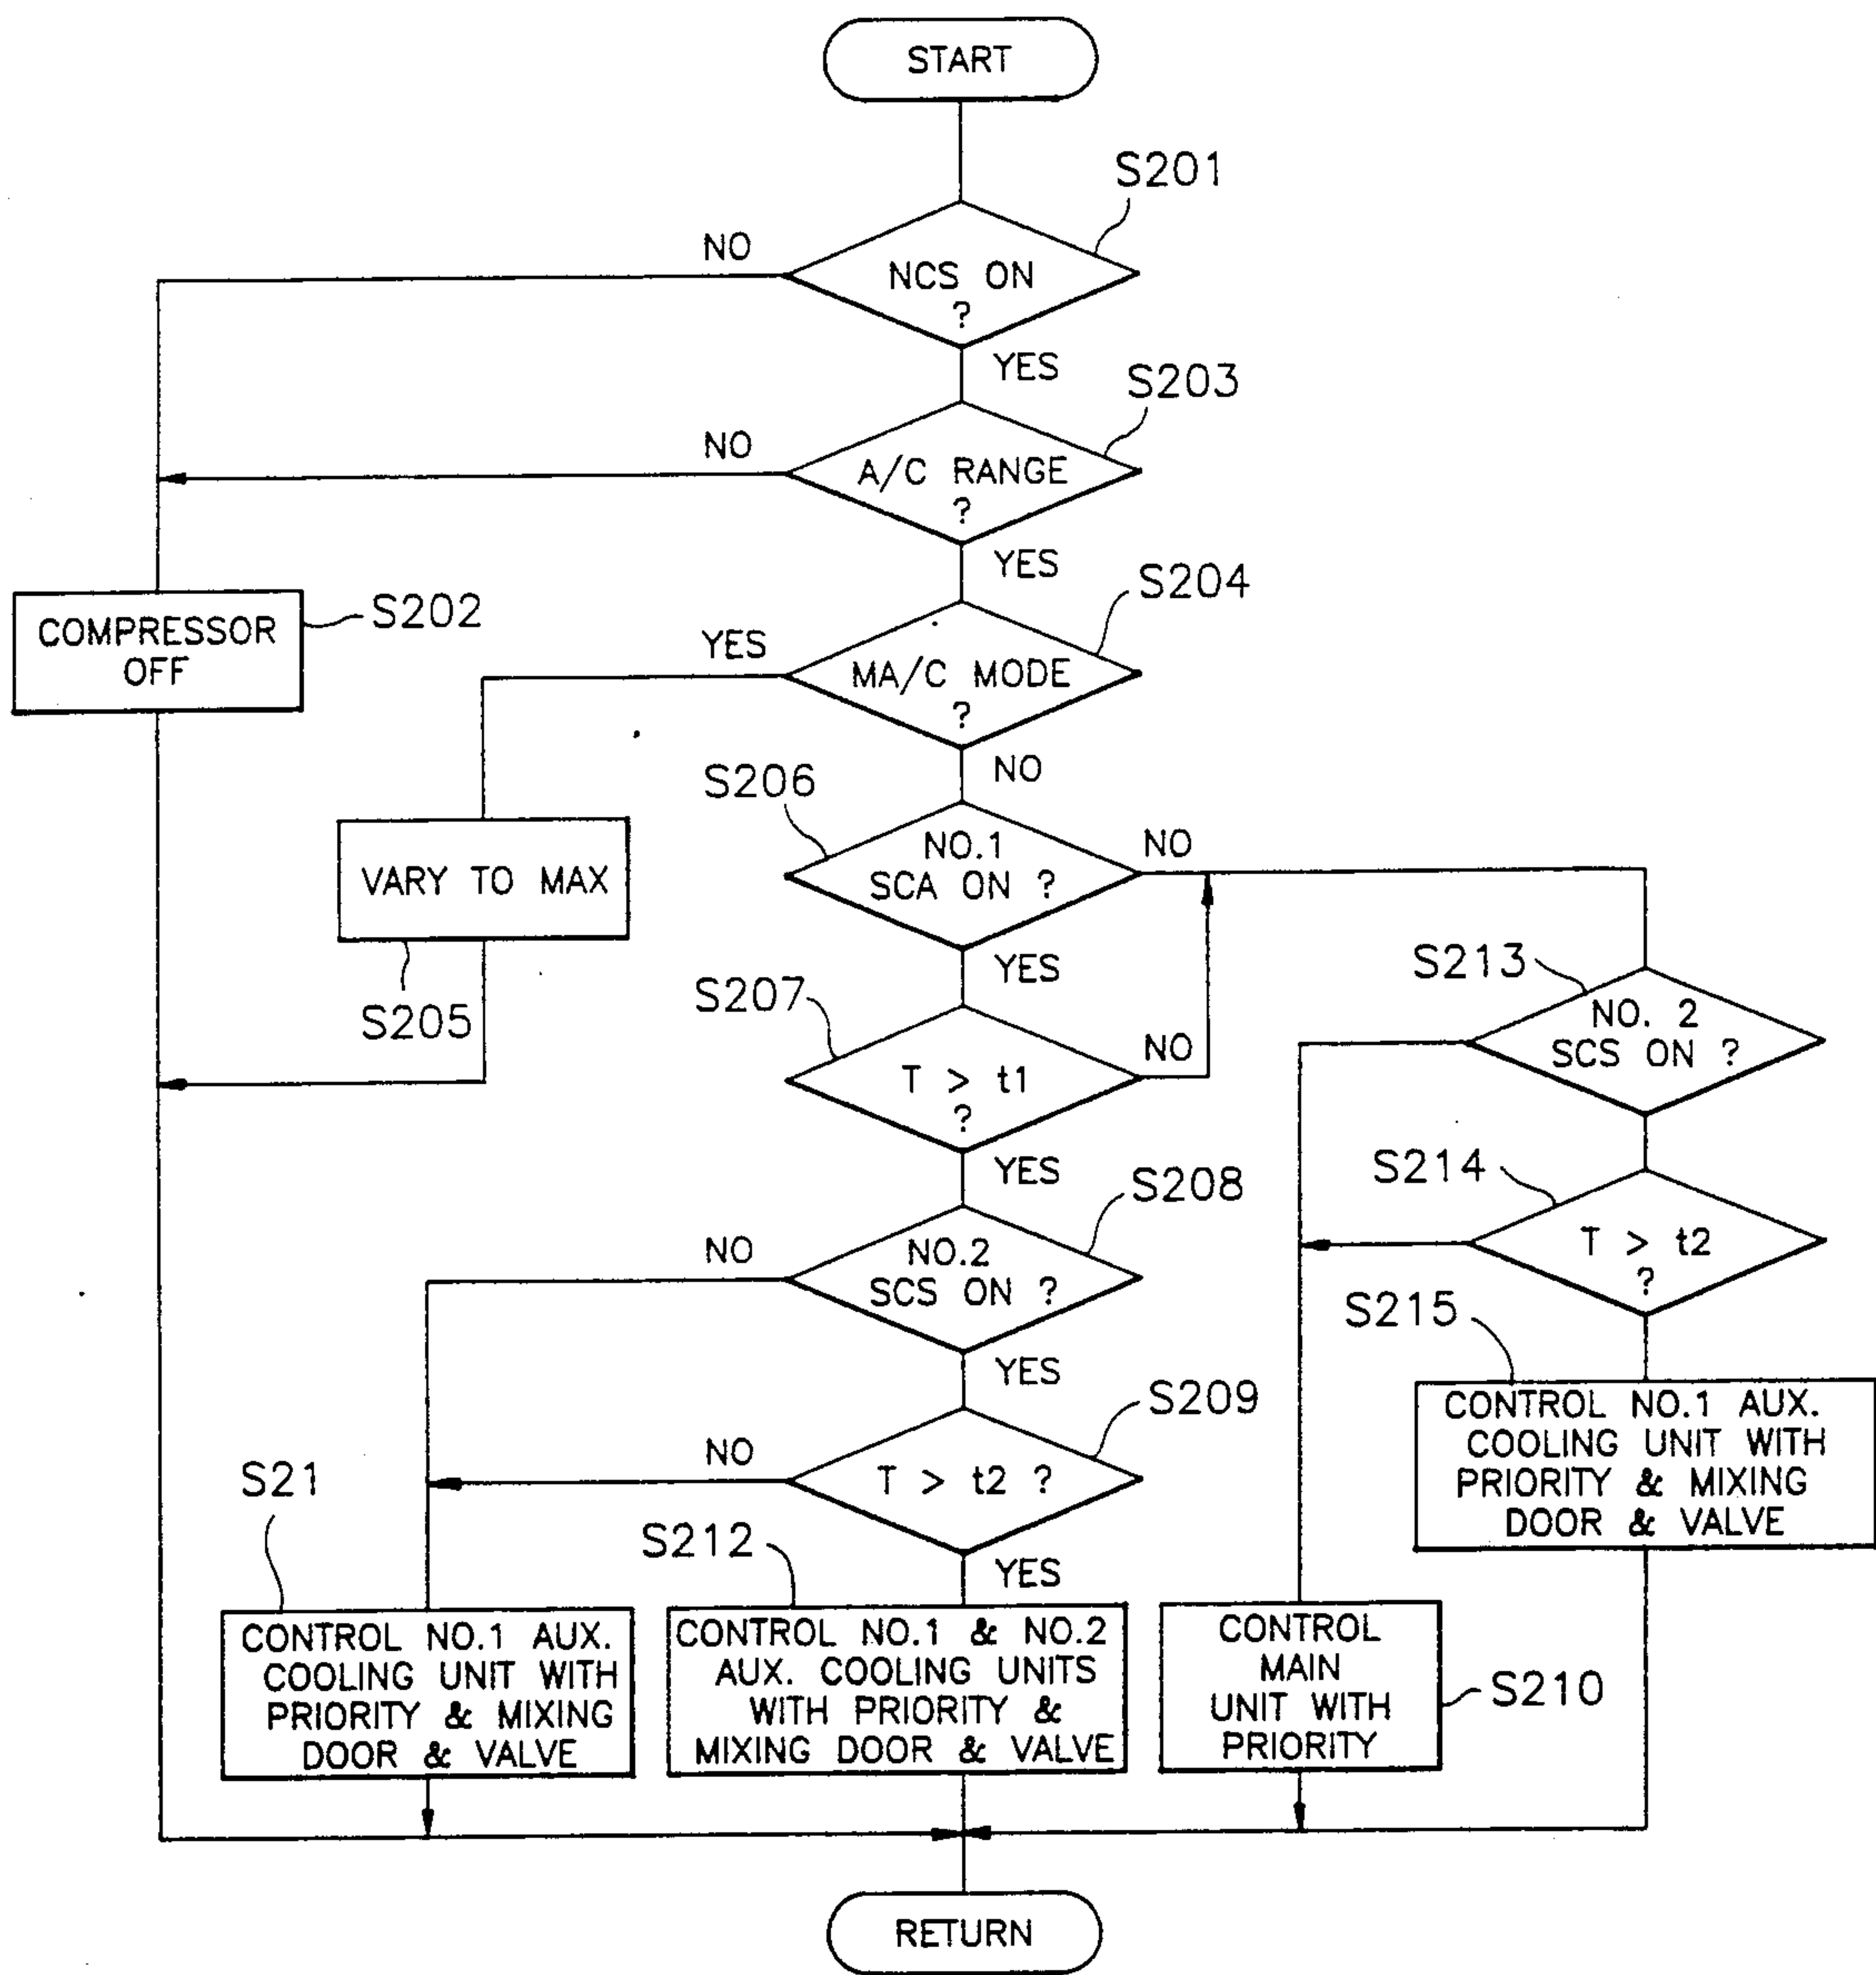 START
S201
NO
NCS ON
?
YES
S203
NO
A/C RANGE
?
YES
S204
COMPRESSOR
OFF
S202
YES
MA/C MODE
?
NO
S206
NO.1
SCA ON ?
NO
VARY TO MAX
S205
YES
S207
T > t1
?
NO
S213
NO. 2
SCS ON ?
YES
S208
NO
NO.2
SCS ON ?
S214
T > t2
?
YES
S209
NO
T > t2 ?
S215
CONTROL NO.1 AUX.
COOLING UNIT WITH
PRIORITY & MIXING
DOOR & VALVE
S21
S212
YES
CONTROL NO.1 AUX.
COOLING UNIT WITH
PRIORITY & MIXING
DOOR & VALVE
CONTROL NO.1 & NO.2
AUX. COOLING UNITS
WITH PRIORITY &
MIXING DOOR & VALVE
CONTROL
MAIN
UNIT WITH
PRIORITY
S210
RETURN